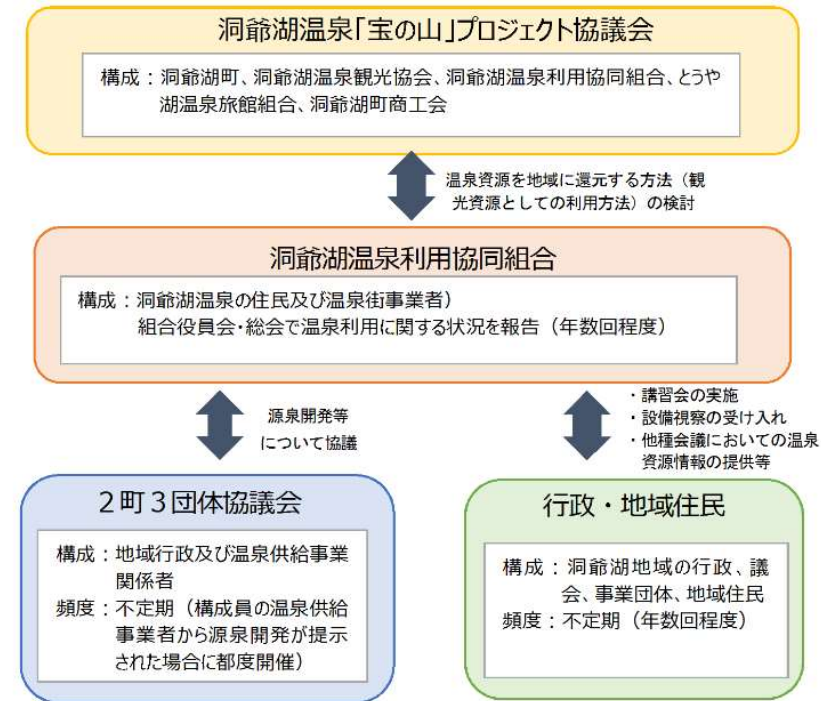 洞爺湖温泉「宝の山」プロジェクト協議会
構成：洞爺湖町、洞爺湖温泉観光協会、洞爺湖温泉利用協同組合、とうや
湖温泉旅館組合、洞爺湖町商工会
温泉資源を地域に還元する方法（観
光資源としての利用方法）の検討
洞爺湖温泉利用協同組合
構成：洞爺湖温泉の住民及び温泉街事業者）
組合役員会・総会で温泉利用に関する状況を報告（年数回程度）
源泉開発等
について協議
・講習会の実施
・設備視察の受け入れ
・他種会議においての温泉
資源情報の提供等
２町３団体協議会
構成：地域行政及び温泉供給事業
関係者
頻度：不定期（構成員の温泉供給
事業者から源泉開発が提示
された場合に都度開催）
行政・地域住民
構成：洞爺湖地域の行政、議
会、事業団体、地域住民
頻度：不定期（年数回程度）